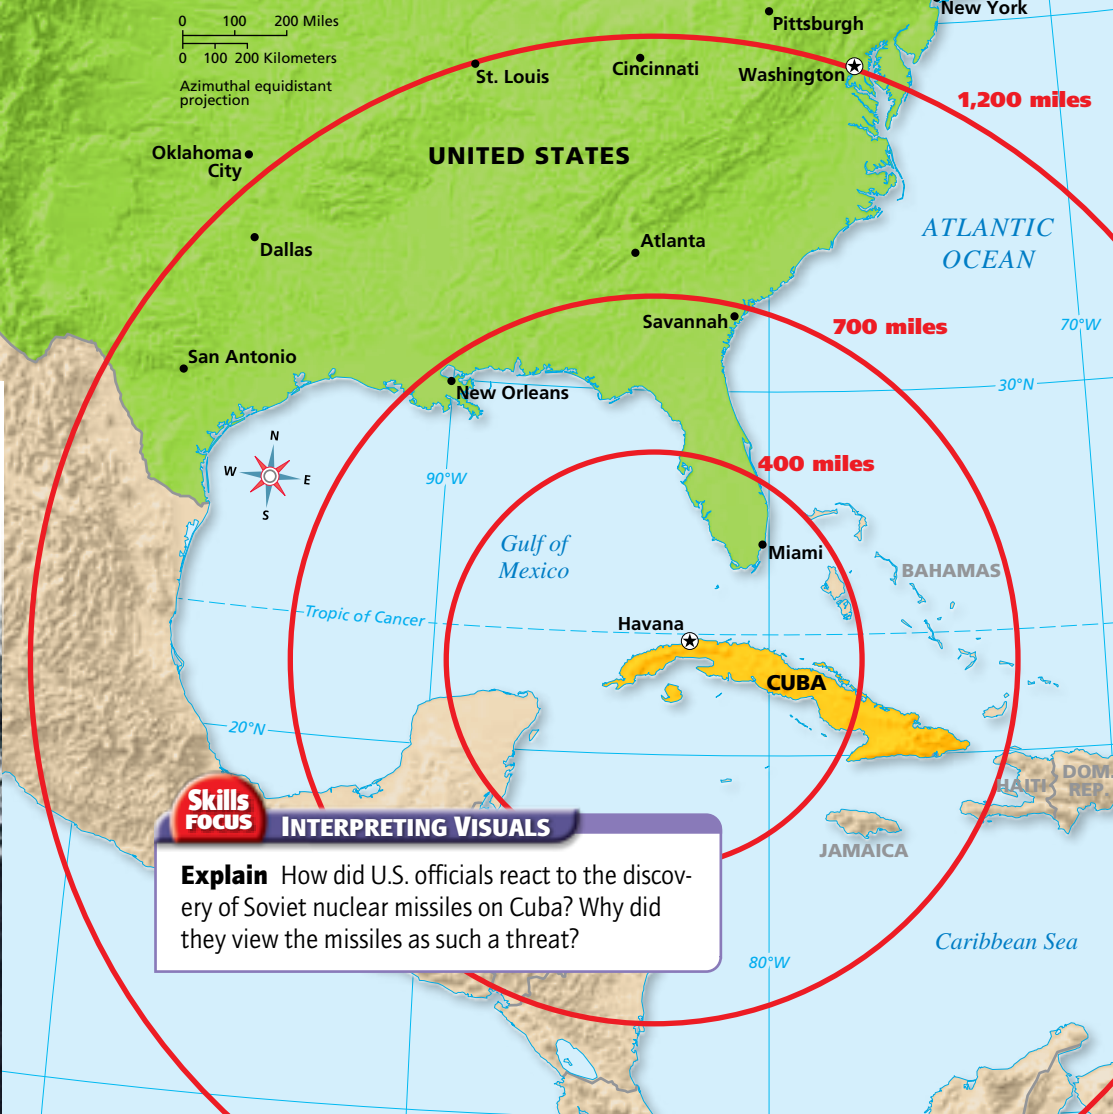 0 100 200 Miles
0 100 200 Kilometers
Azimuthal equidistant
projection
New York
Pittsburgh
St. Louis
Cincinnati
Washington
1,200 miles
Oklahoma
City
UNITED STATES
ATLANTIC
OCEAN
Dallas
Atlanta
Savannah
700 miles
70°W
San Antonio
New Orleans
30°N
N
W
E
S
90°W
400 miles
Gulf of
Mexico
Miami
BAHAMAS
Tropic of Cancer
Havana
CUBA
20°N
HAITI
DOM.
REP.
JAMAICA
Skills
FOCUS
INTERPRETING VISUALS
Explain How did U.S. officials react to the discov-
ery of Soviet nuclear missiles on Cuba? Why did
they view the missiles as such a threat?
Caribbean Sea
80°W